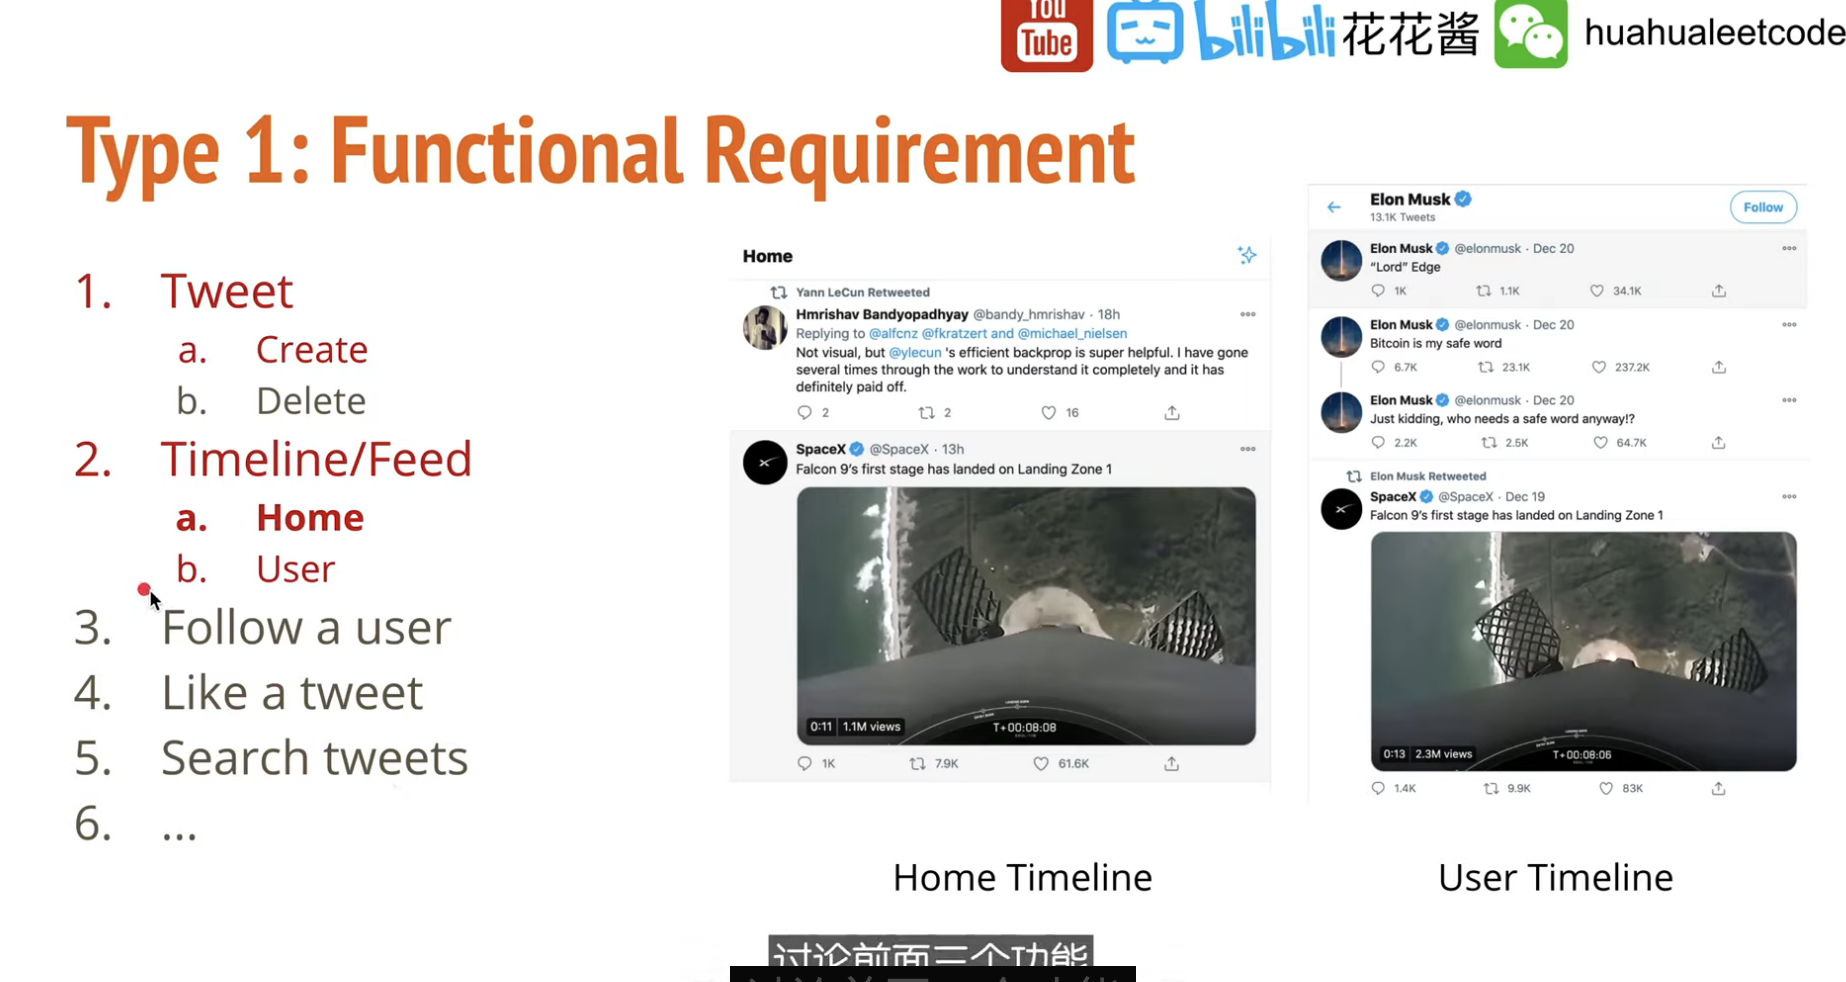 You
Tube
bilibili 花花酱
huahualeetcode
Type 1: Functional Requirement
1. Tweet
a. Create
b. Delete
2. Timeline/Feed
a. Home
b. User
3. Follow a user
4. Like a tweet
5. Search tweets
6. ...
Home
Yann LeCun Retweeted
Hmrishav Bandyopadhyay @bandy_hmrishav · 18h
Replying to @alfcnz @fkratzert and @michael_nielsen
Not visual, but @ylecun 's efficient backprop is super helpful. I have gone
several times through the work to understand it completely and it has
definitely paid off.
2 2 16
SpaceX @SpaceX · 13h
Falcon 9's first stage has landed on Landing Zone 1
0:11 1.1M views
T+00:08:08
1K 7.9K 61.6K
Home Timeline
Elon Musk
13.1K Tweets
Follow
Elon Musk @elonmusk · Dec 20
“Lord” Edge
1K 1.1K 34.1K
Elon Musk @elonmusk · Dec 20
Bitcoin is my safe word
6.7K 23.1K 237.2K
Elon Musk @elonmusk · Dec 20
Just kidding, who needs a safe word anyway!?
2.2K 2.5K 64.7K
Elon Musk Retweeted
SpaceX @SpaceX · Dec 19
Falcon 9's first stage has landed on Landing Zone 1
0:13 2.3M views
T+00:08:06
1.4K 9.9K 83K
User Timeline
讨论前面三个功能